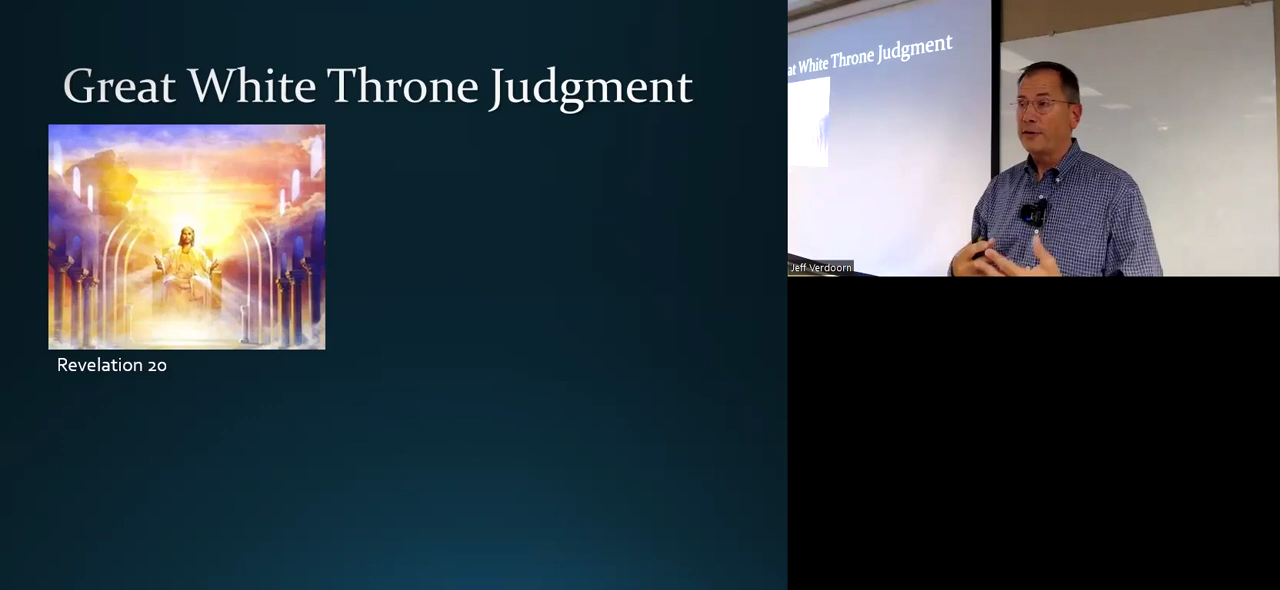 Great White Throne Judgment
Revelation 20
at White Throne Judgment
Jeff Verdoorn